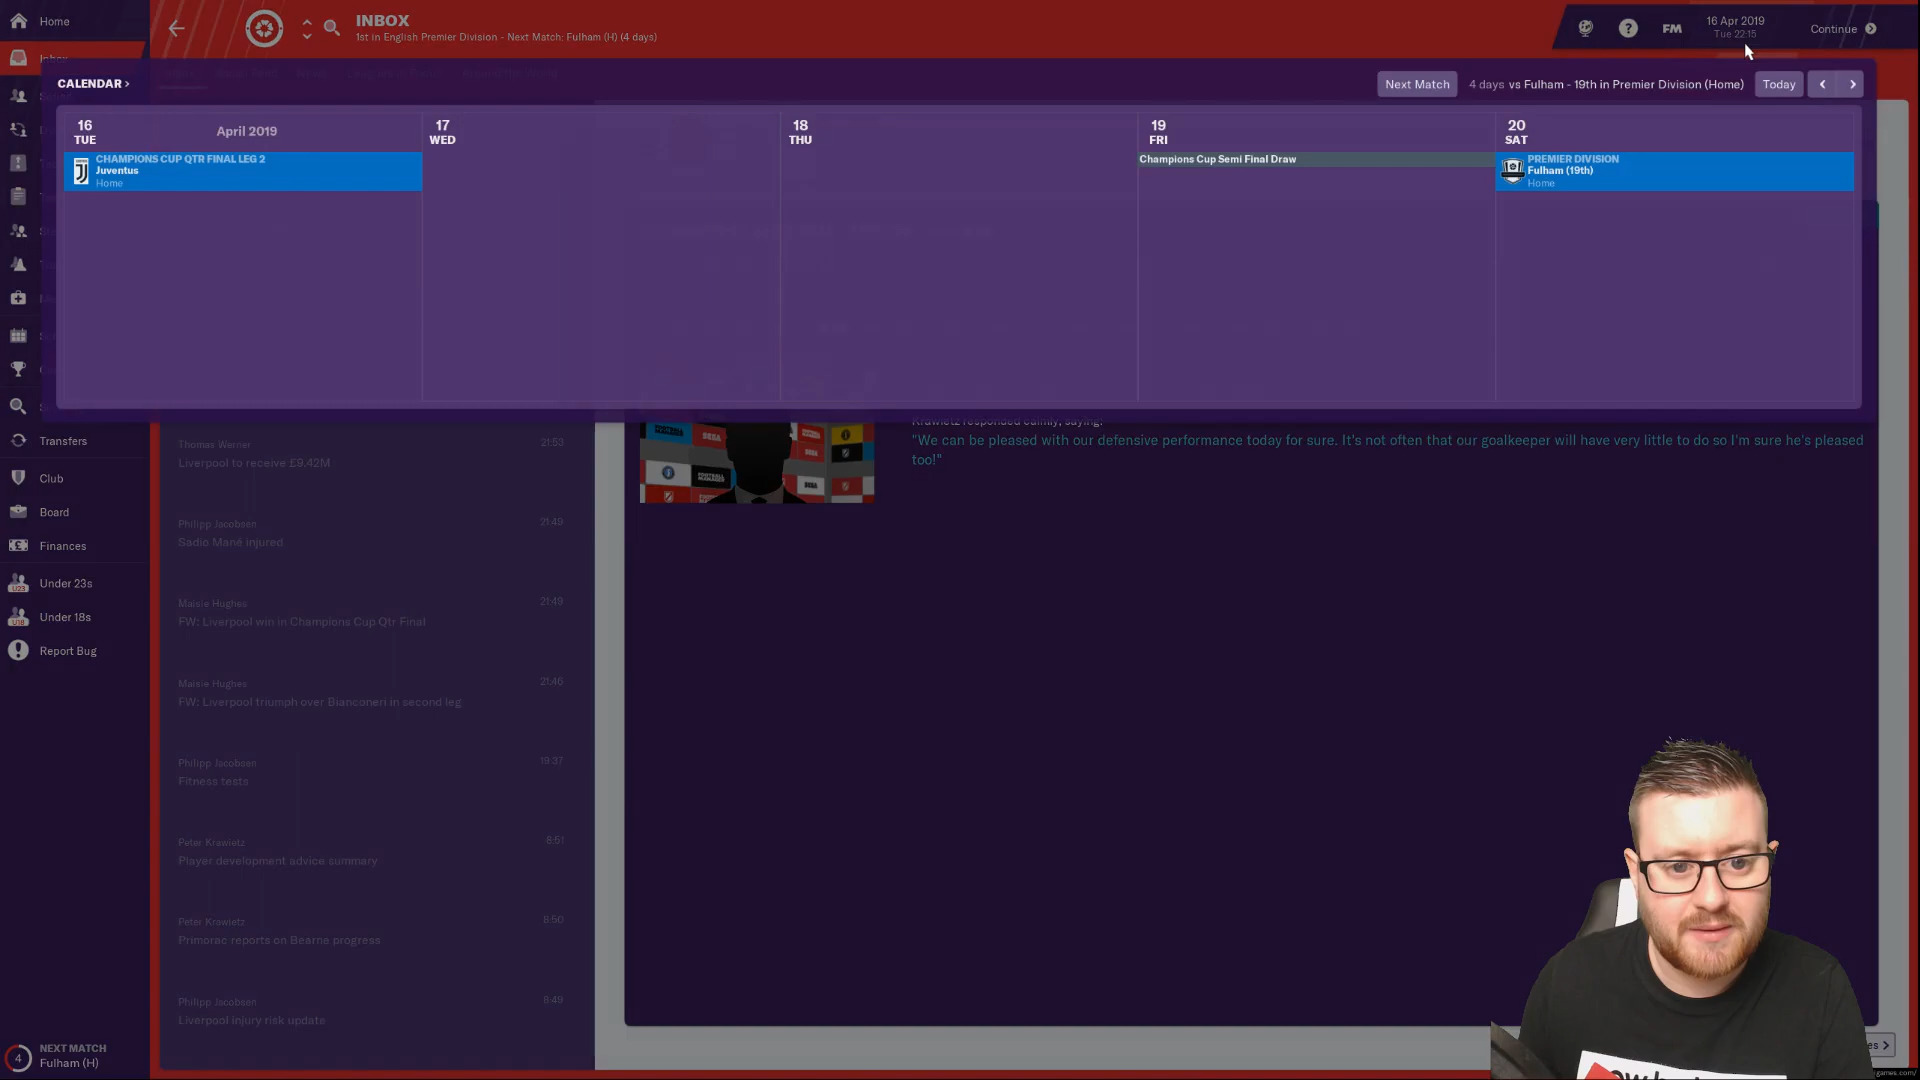 Home
INBOX
1st in English Premier Division - Next Match: Fulham (H) (4 days)
FM
16 Apr 2019
Tue 22:15
Continue
Inbox
CALENDAR >
Next Match
4 days vs Fulham - 19th in Premier Division (Home)
Today
16
TUE
April 2019
17
WED
18
THU
19
FRI
20
SAT
CHAMPIONS CUP QTR FINAL LEG 2
Juventus
Home
Champions Cup Semi Final Draw
PREMIER DIVISION
Fulham (19th)
Home
Transfers
Club
Board
Finances
Under 23s
Under 18s
Report Bug
NEXT MATCH
Fulham (H)
4
Thomas Werner
21:53
Liverpool to receive £9.42M
Philipp Jacobsen
21:49
Sadio Mané injured
Maisie Hughes
21:49
FW: Liverpool win in Champions Cup Qtr Final
Maisie Hughes
21:46
FW: Liverpool triumph over Bianconeri in second leg
Philipp Jacobsen
19:37
Fitness tests
Peter Krawietz
8:51
Player development advice summary
Peter Krawietz
8:50
Primorac reports on Bearne progress
Philipp Jacobsen
8:49
Liverpool injury risk update
Krawietz responded calmly, saying:
"We can be pleased with our defensive performance today for sure. It's not often that our goalkeeper will have very little to do so I'm sure he's pleased
too!"
SEGA
SEGA